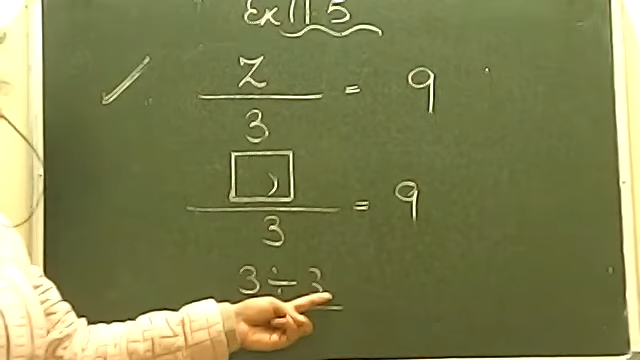 Ex 11.5
✓ z/3 = 9
□/3 = 9
3 ÷ 3